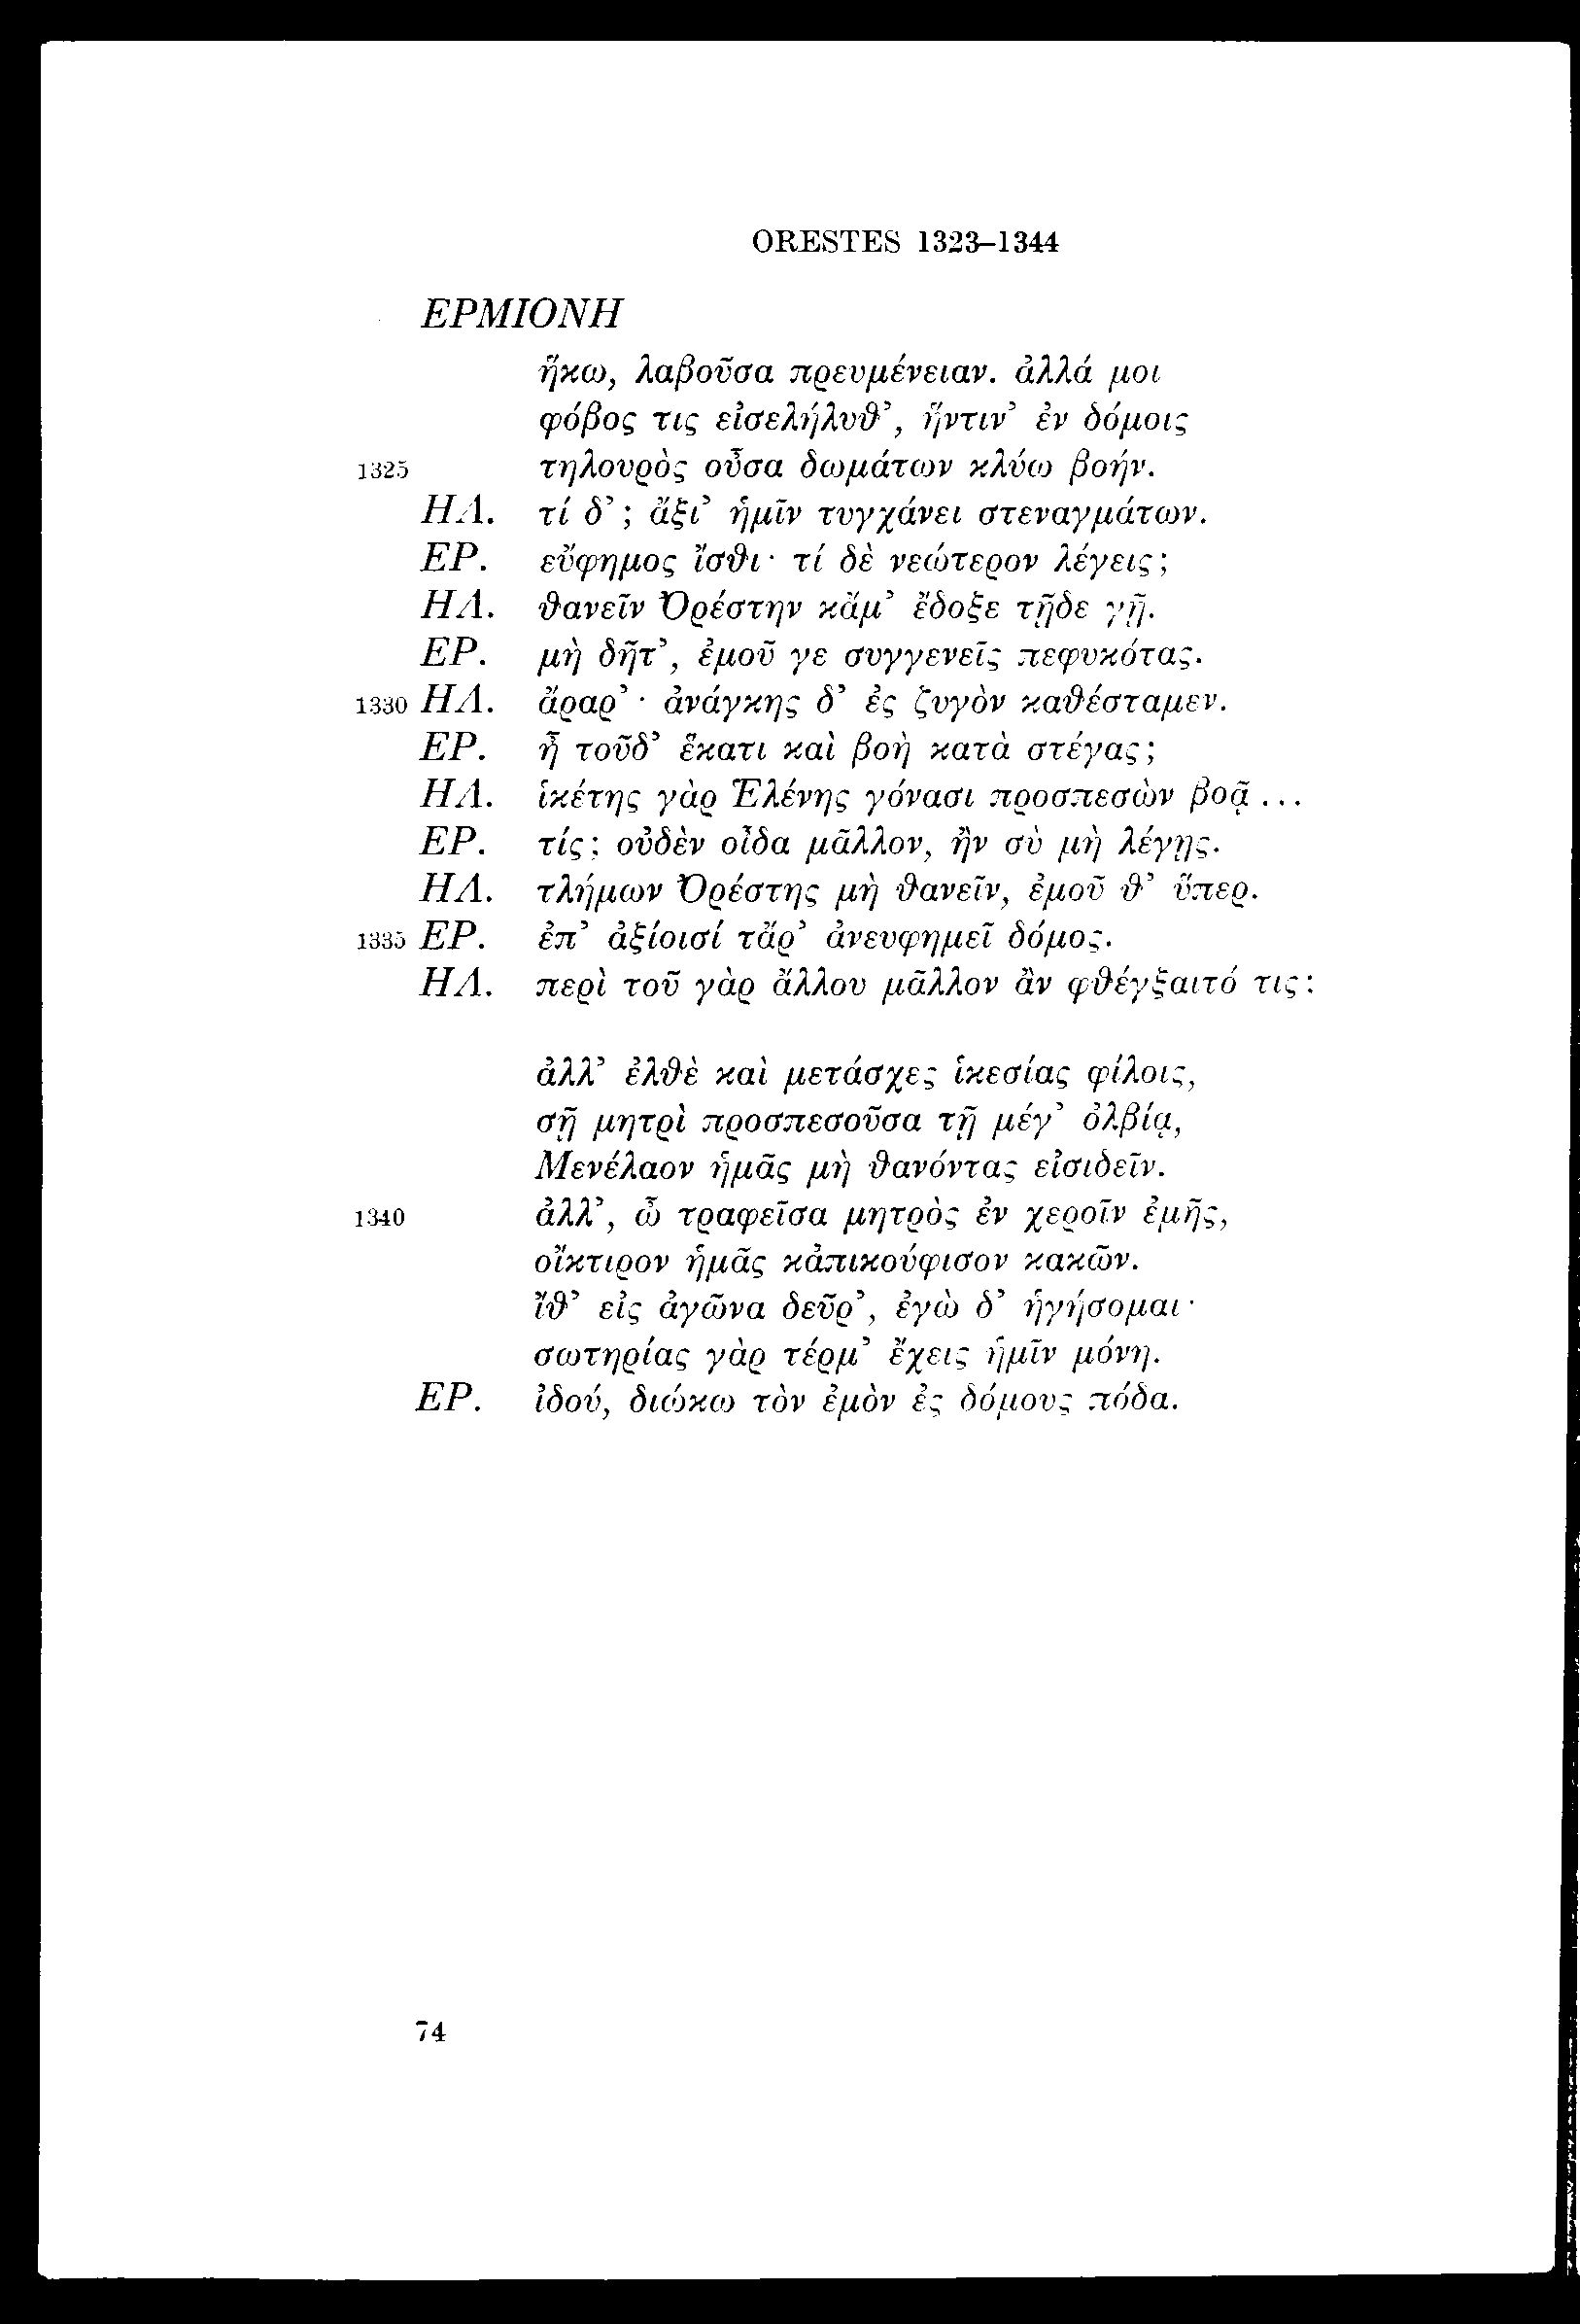 ORESTES 1323–1344
ΕΡΜΙΟΝΗ
ἥκω, λαβοῦσα πρευμένειαν. ἀλλά μοι
φόβος τις εἰσελήλυθ’, ἥντιν’ ἐν δόμοις
1325 τηλουρὸς οὖσα δωμάτων κλύω βοήν.
ΗΛ. τί δ’; ἄξι’ ἡμῖν τυγχάνει στεναγμάτων.
ΕΡ. εὔφημος ἴσθι· τί δὲ νεώτερον λέγεις;
ΗΛ. θανεῖν Ὀρέστην κἄμ’ ἔδοξε τῇδε γῇ.
ΕΡ. μὴ δῆτ’, ἐμοῦ γε συγγενεῖς πεφυκότας.
1330 ΗΛ. ἄραρ’· ἀνάγκης δ’ ἐς ζυγὸν καθέσταμεν.
ΕΡ. ἦ τοῦδ’ ἕκατι καὶ βοὴ κατὰ στέγας;
ΗΛ. ἱκέτης γὰρ Ἑλένης γόνασι προσπεσὼν βοᾷ...
ΕΡ. τίς; οὐδὲν οἶδα μᾶλλον, ἢν σὺ μὴ λέγῃς.
ΗΛ. τλήμων Ὀρέστης μὴ θανεῖν, ἐμοῦ θ’ ὕπερ.
1335 ΕΡ. ἐπ’ ἀξίοισί τἄρ’ ἀνευφημεῖ δόμος.
ΗΛ. περὶ τοῦ γὰρ ἄλλου μᾶλλον ἂν φθέγξαιτό τις;
ἀλλ’ ἐλθὲ καὶ μετάσχες ἱκεσίας φίλοις,
σῇ μητρὶ προσπεσοῦσα τῇ μέγ’ ὀλβίᾳ,
Μενέλαον ἡμᾶς μὴ θανόντας εἰσιδεῖν.
1340 ἀλλ’, ὦ τραφεῖσα μητρὸς ἐν χεροῖν ἐμῆς,
οἴκτιρον ἡμᾶς κἀπικούφισον κακῶν.
ἴθ’ εἰς ἀγῶνα δεῦρ’, ἐγὼ δ’ ἡγήσομαι·
σωτηρίας γὰρ τέρμ’ ἔχεις ἡμῖν μόνη.
ΕΡ. ἰδού, διώκω τὸν ἐμὸν ἐς δόμους πόδα.
74